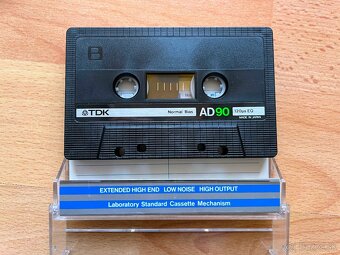 B
TDK Normal Bias AD90 120µs EQ
MADE IN JAPAN
EXTENDED HIGH END LOW NOISE HIGH OUTPUT
Laboratory Standard Cassette Mechanism